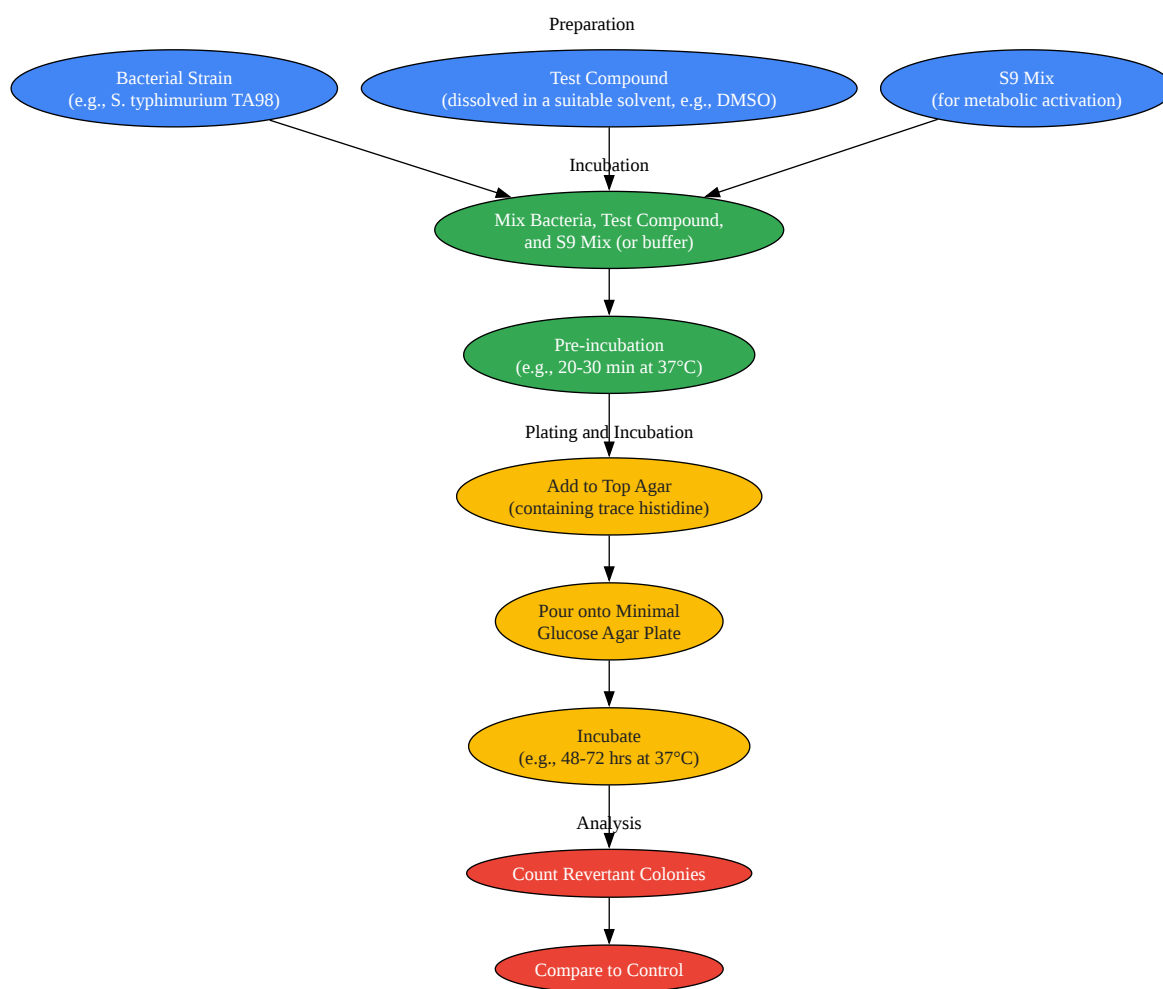 Preparation
Bacterial Strain
(e.g., S. typhimurium TA98)
Test Compound
(dissolved in a suitable solvent, e.g., DMSO)
S9 Mix
(for metabolic activation)
Incubation
Mix Bacteria, Test Compound,
and S9 Mix (or buffer)
Pre-incubation
(e.g., 20-30 min at 37°C)
Plating and Incubation
Add to Top Agar
(containing trace histidine)
Pour onto Minimal
Glucose Agar Plate
Incubate
(e.g., 48-72 hrs at 37°C)
Analysis
Count Revertant Colonies
Compare to Control